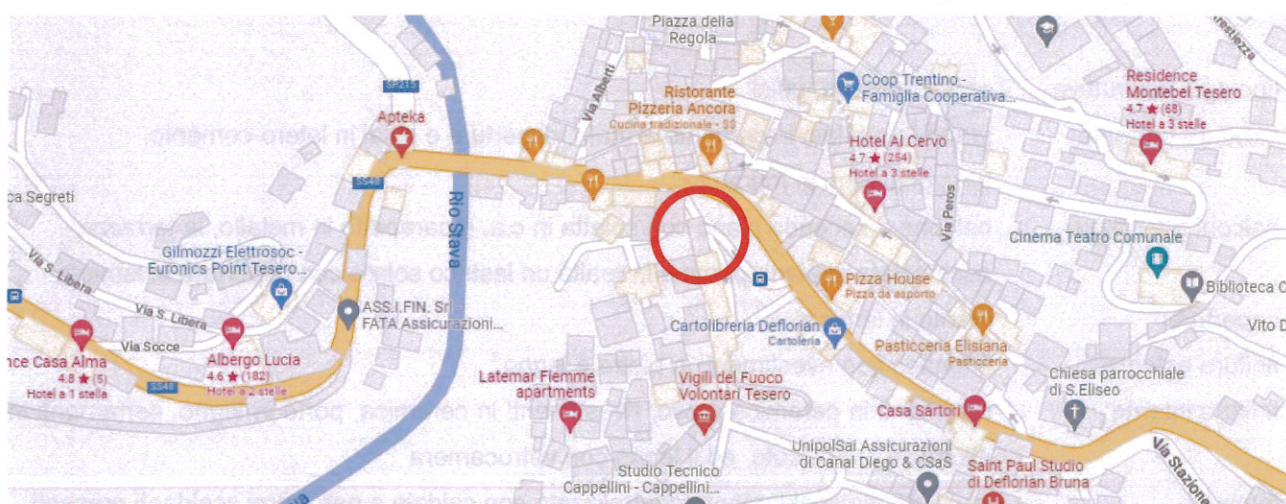 Piazza della
Regola
SP215
Via Alberti
Coop Trentino -
Famiglia Cooperativa...
Residence
Montebel Tesero
4.7 ★ (68)
Hotel a 3 stelle
Apteka
Ristorante
Pizzeria Ancora
Cucina tradizionale • $$
Hotel Al Cervo
4.7 ★ (254)
Hotel a 3 stelle
SS48
ca Segreti
Rio Stava
Via Peros
Cinema Teatro Comunale
Gilmozzi Elettrosoc -
Euronics Point Tesero...
Via S. Libera
Pizza House
Pizza da asporto
Biblioteca C
ASS.I.FIN. Srl
FATA Assicurazioni...
Via S. Libera
Cartolibreria Deflorian
Cartoleria
Vito D
Via Socce
nce Casa Alma
4.8 ★ (5)
Hotel a 1 stelle
Albergo Lucia
4.6 ★ (182)
Hotel a 2 stelle
SS48
Pasticceria Elisiana
Pasticceria
Latemar Fiemme
apartments
Vigili del Fuoco
Volontari Tesero
Chiesa parrocchiale
di S.Eliseo
Casa Sartori
UnipolSai Assicurazioni
di Canal Diego & CSaS
Via Stazione
Studio Tecnico
Cappellini - Cappellini...
Saint Paul Studio
di Deflorian Bruna